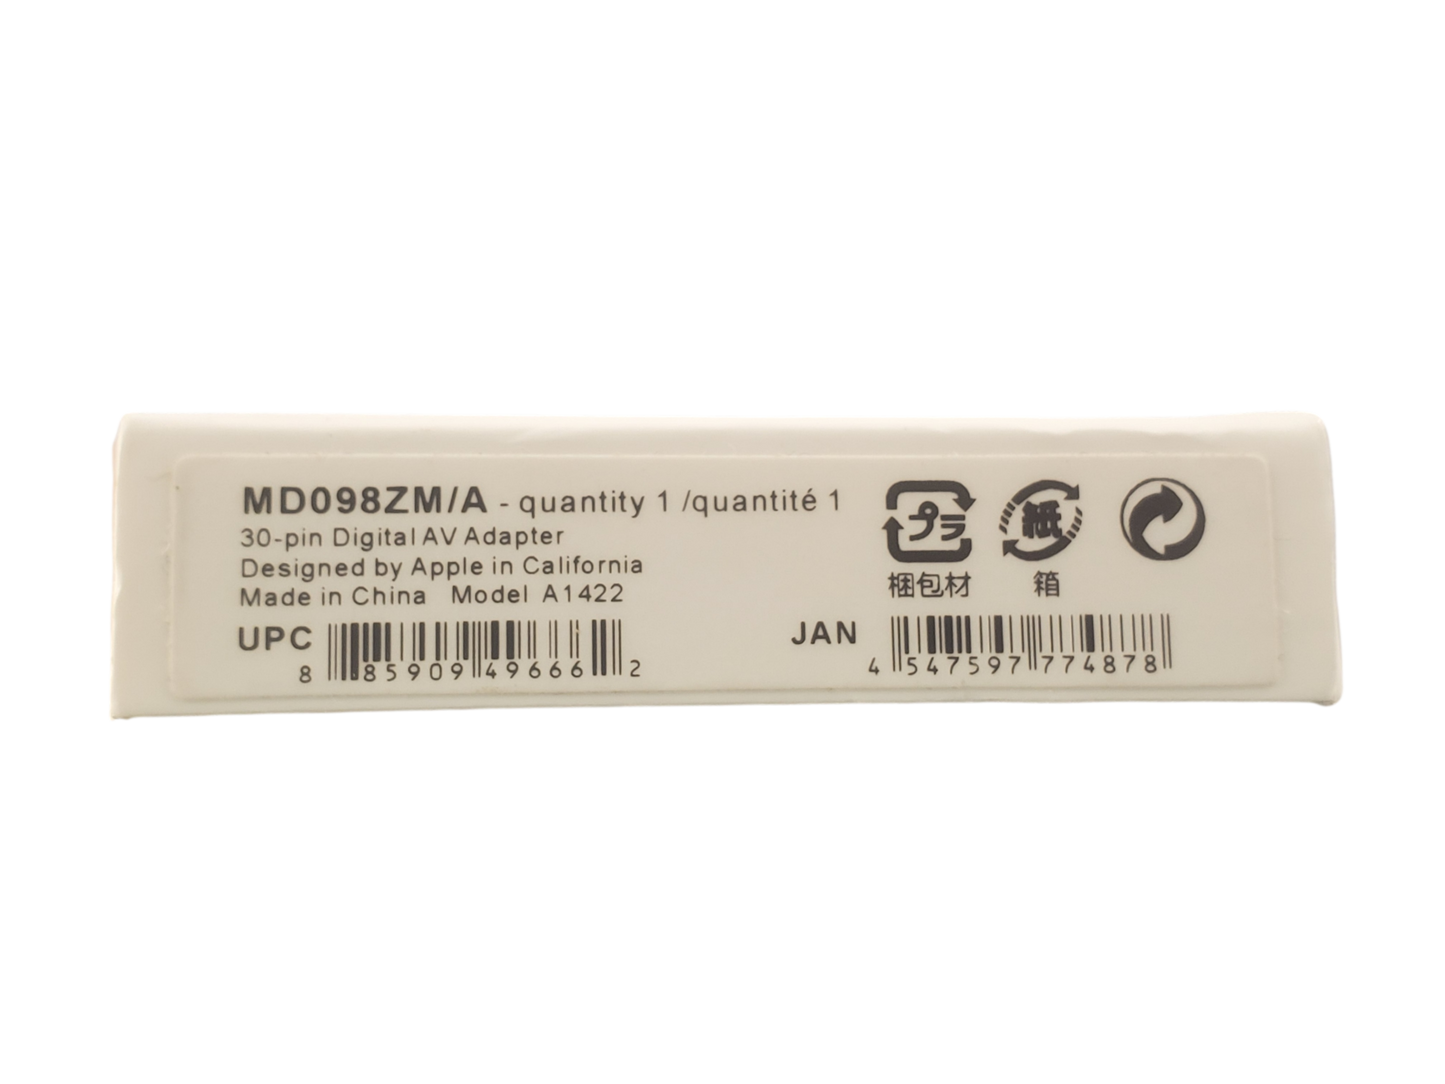 MD098ZM/A - quantity 1 /quantité 1
30-pin Digital AV Adapter
Designed by Apple in California
Made in China Model A1422
プラ
紙
梱包材
箱
UPC
8 85909 49666 2
JAN
4 547597 774878